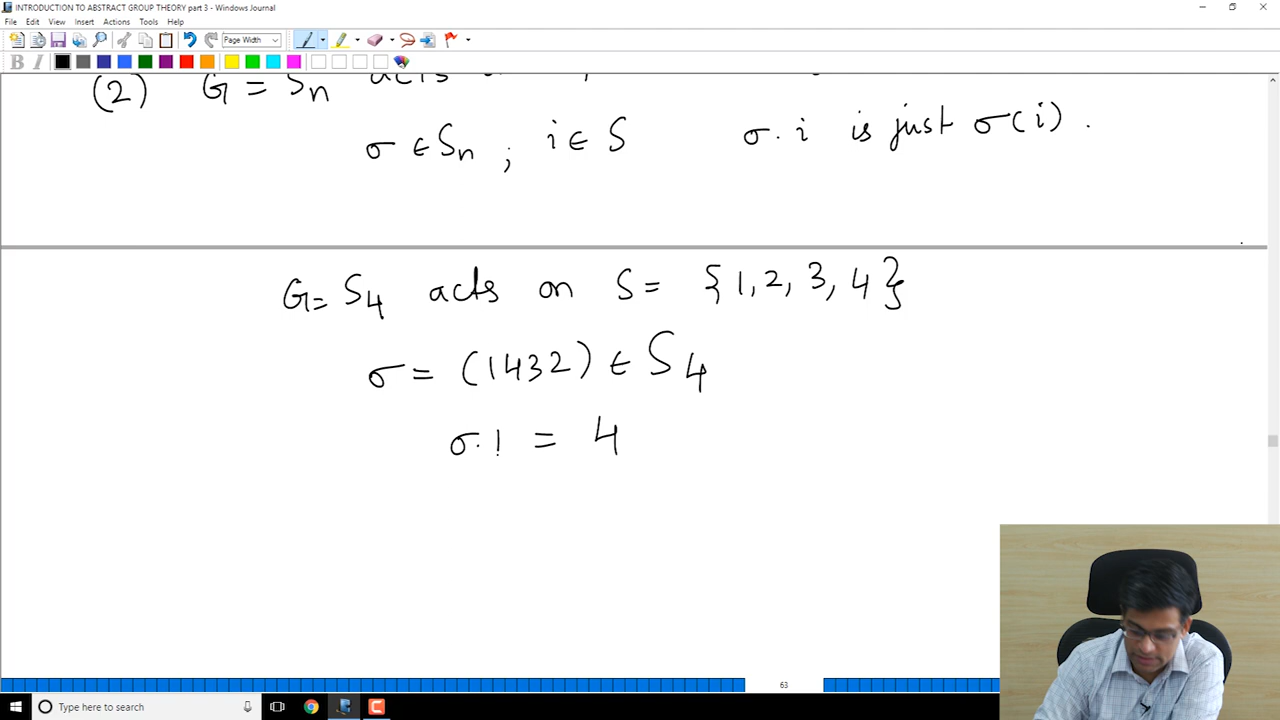 INTRODUCTION TO ABSTRACT GROUP THEORY part 3 - Windows Journal
File Edit View Insert Actions Tools Help
Page Width
B I
(2) G = Sn acts
σ ∈ Sn ; i ∈ S σ. i is just σ(i) .
G = S4 acts on S = {1, 2, 3, 4}
σ = (1432) ∈ S4
σ.1 = 4
63
Type here to search